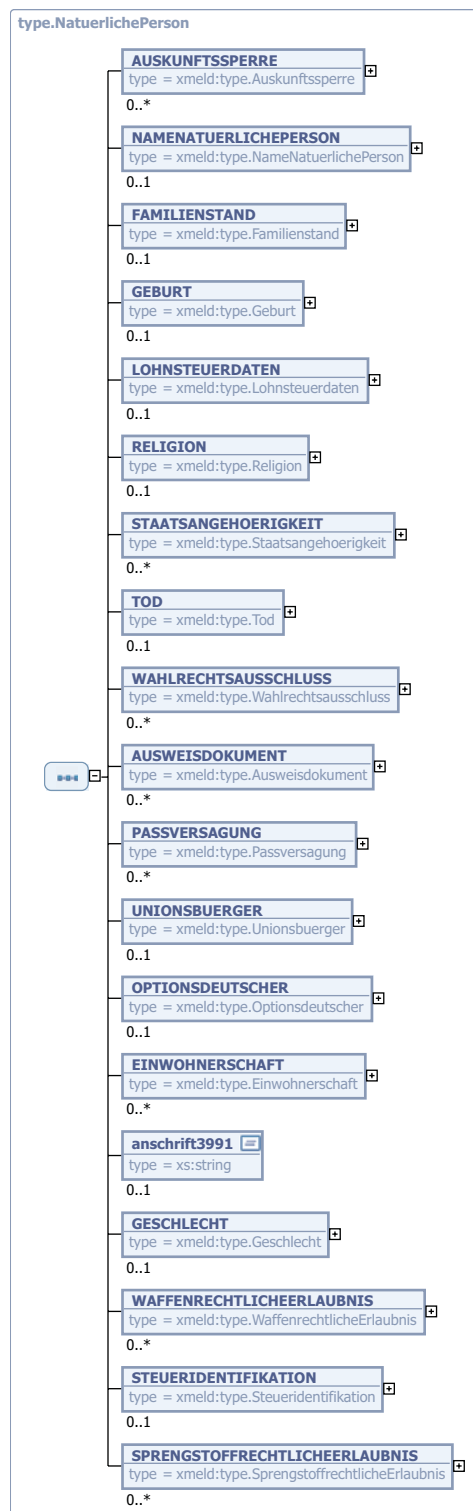 type.NatuerlichePerson
AUSKUNFTSSPERRE
type = xmeld:type.Auskunftssperre
0..*
NAMENATUERLICHEPERSON
type = xmeld:type.NameNatuerlichePerson
0..1
FAMILIENSTAND
type = xmeld:type.Familienstand
0..1
GEBURT
type = xmeld:type.Geburt
0..1
LOHNSTEUERDATEN
type = xmeld:type.Lohnsteuerdaten
0..1
RELIGION
type = xmeld:type.Religion
0..1
STAATSANGEHOERIGKEIT
type = xmeld:type.Staatsangehoerigkeit
0..*
TOD
type = xmeld:type.Tod
0..1
WAHLRECHTSAUSSCHLUSS
type = xmeld:type.Wahlrechtsausschluss
0..*
AUSWEISDOKUMENT
type = xmeld:type.Ausweisdokument
0..*
PASSVERSAGUNG
type = xmeld:type.Passversagung
0..*
UNIONSBUERGER
type = xmeld:type.Unionsbuerger
0..1
OPTIONSDEUTSCHER
type = xmeld:type.Optionsdeutscher
0..1
EINWOHNERSCHAFT
type = xmeld:type.Einwohnerschaft
0..*
anschrift3991
type = xs:string
0..1
GESCHLECHT
type = xmeld:type.Geschlecht
0..1
WAFFENRECHTLICHEERLAUBNIS
type = xmeld:type.WaffenrechtlicheErlaubnis
0..*
STEUERIDENTIFIKATION
type = xmeld:type.Steueridentifikation
0..1
SPRENGSTOFFRECHTLICHEERLAUBNIS
type = xmeld:type.SprengstoffrechtlicheErlaubnis
0..*